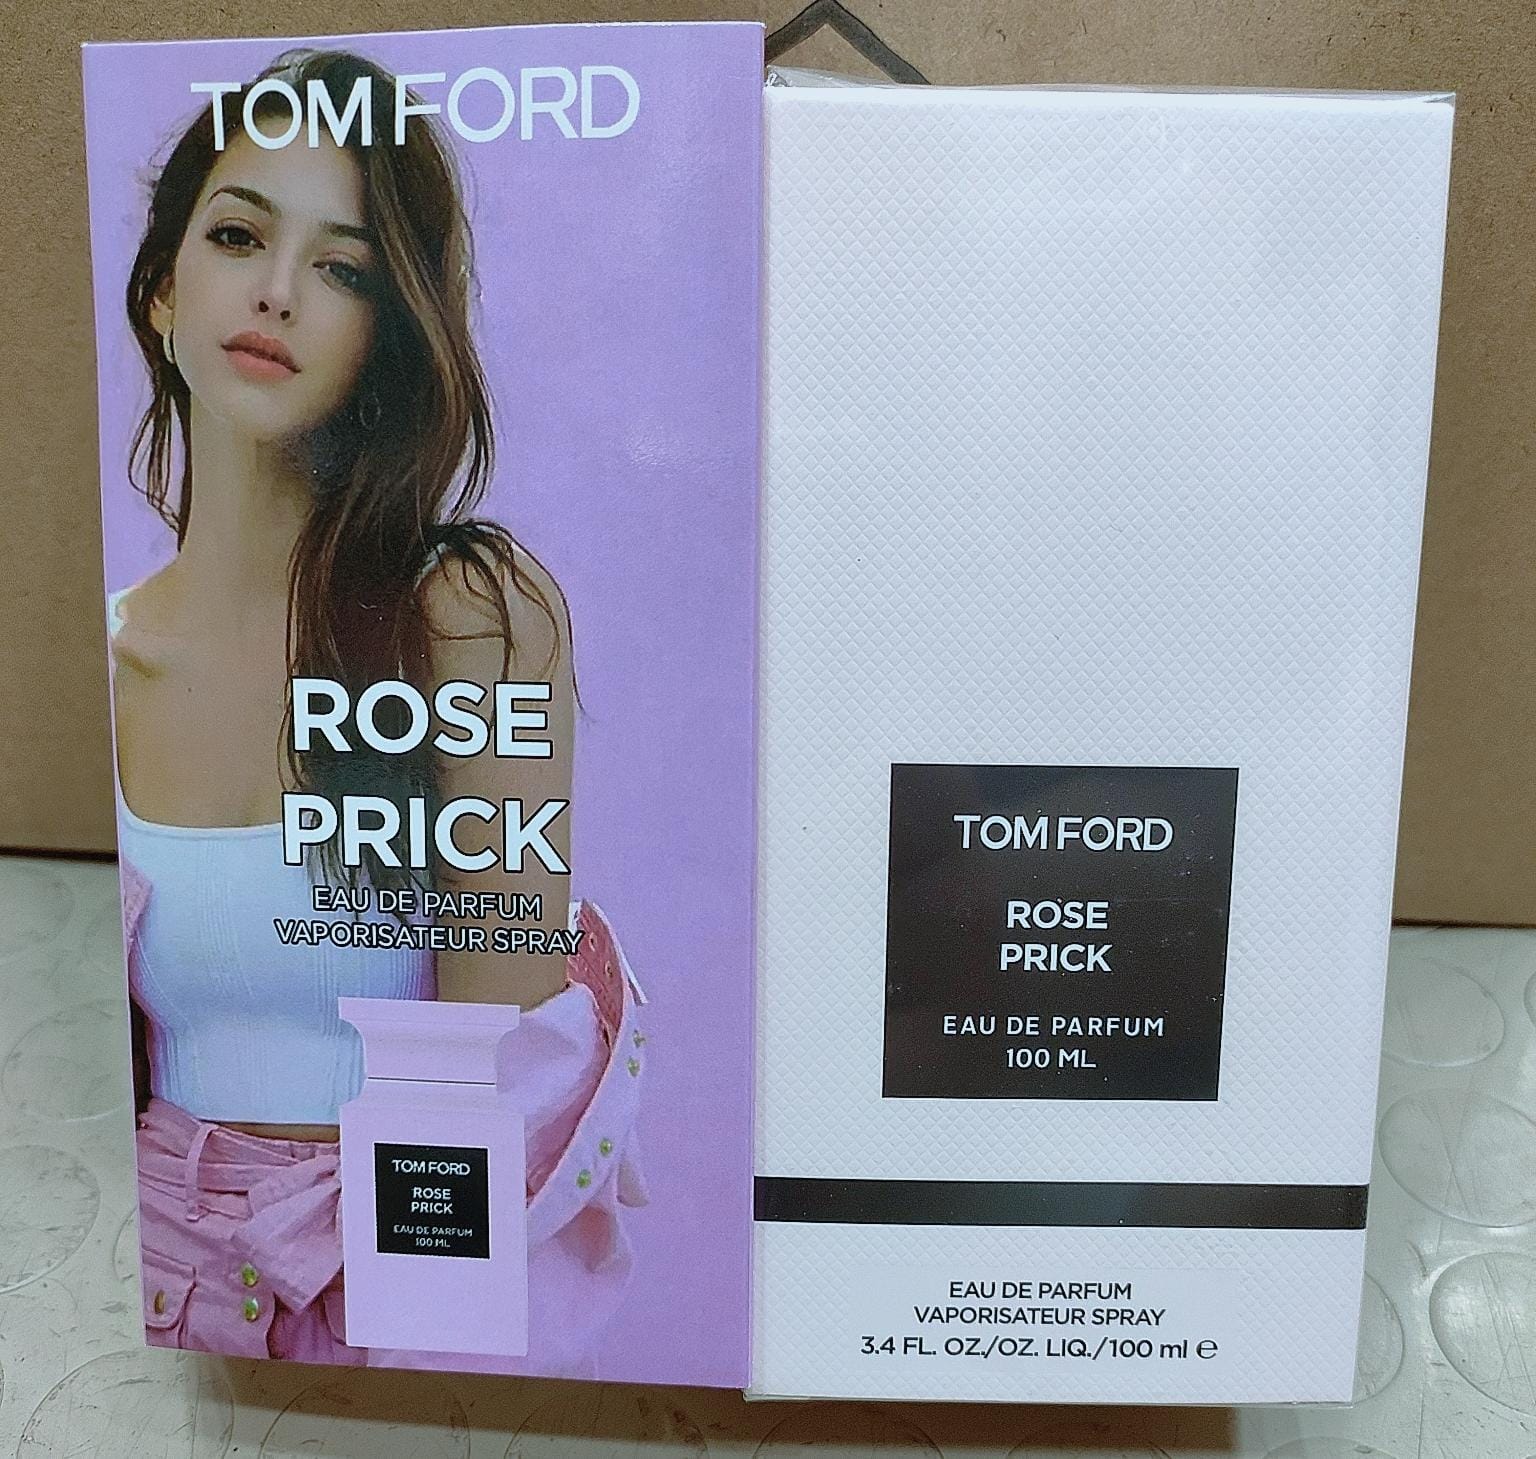 TOM FORD
ROSE
PRICK
EAU DE PARFUM
VAPORISATEUR SPRAY
TOM FORD
ROSE
PRICK
EAU DE PARFUM
100 ML
TOM FORD
ROSE
PRICK
EAU DE PARFUM
100 ML
EAU DE PARFUM
VAPORISATEUR SPRAY
3.4 FL. OZ./OZ. LIQ./100 ml ℮